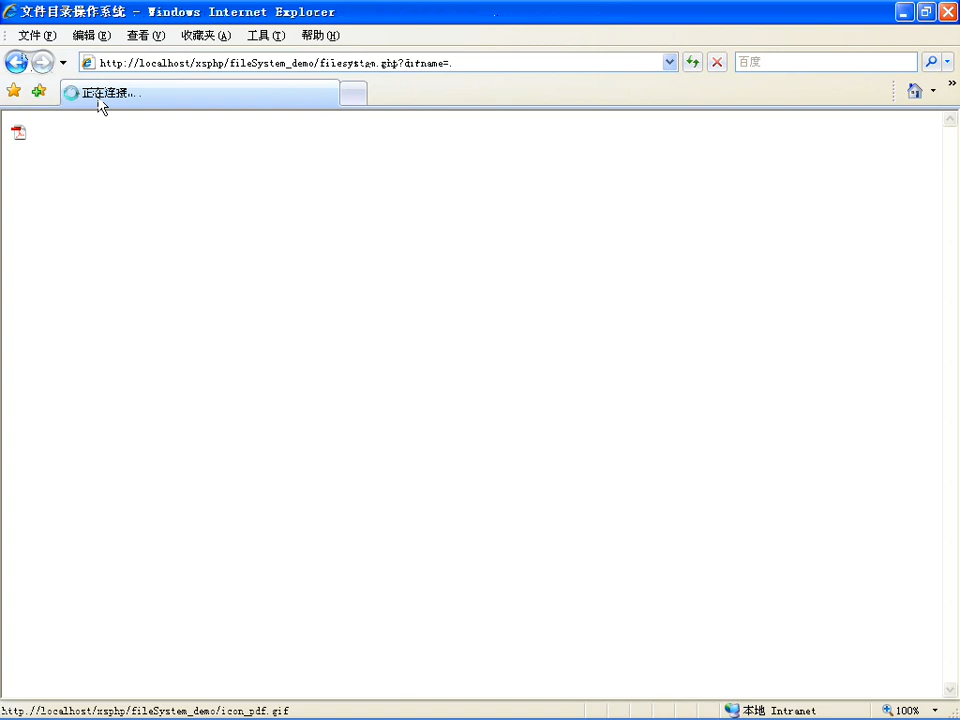 文件目录操作系统 - Windows Internet Explorer
文件(F) 编辑(E) 查看(V) 收藏夹(A) 工具(T) 帮助(H)
http://localhost/xsphp/fileSystem_demo/filesystem.php?dirname=.
百度
正在连接...
http://localhost/xsphp/fileSystem_demo/icon_pdf.gif
本地 Intranet
100%